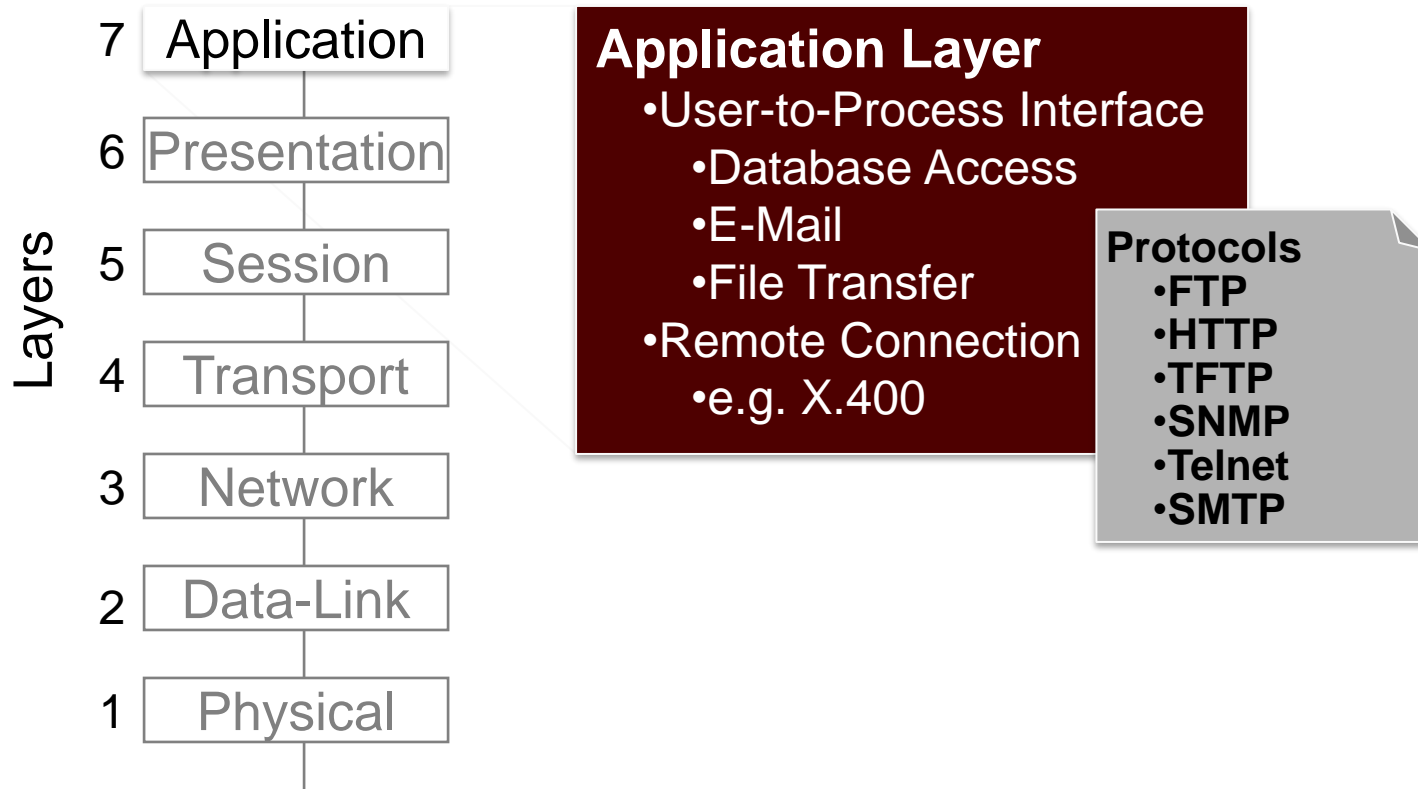 Layers
7 Application
6 Presentation
5 Session
4 Transport
3 Network
2 Data-Link
1 Physical
Application Layer
•User-to-Process Interface
•Database Access
•E-Mail
•File Transfer
•Remote Connection
•e.g. X.400
Protocols
•FTP
•HTTP
•TFTP
•SNMP
•Telnet
•SMTP